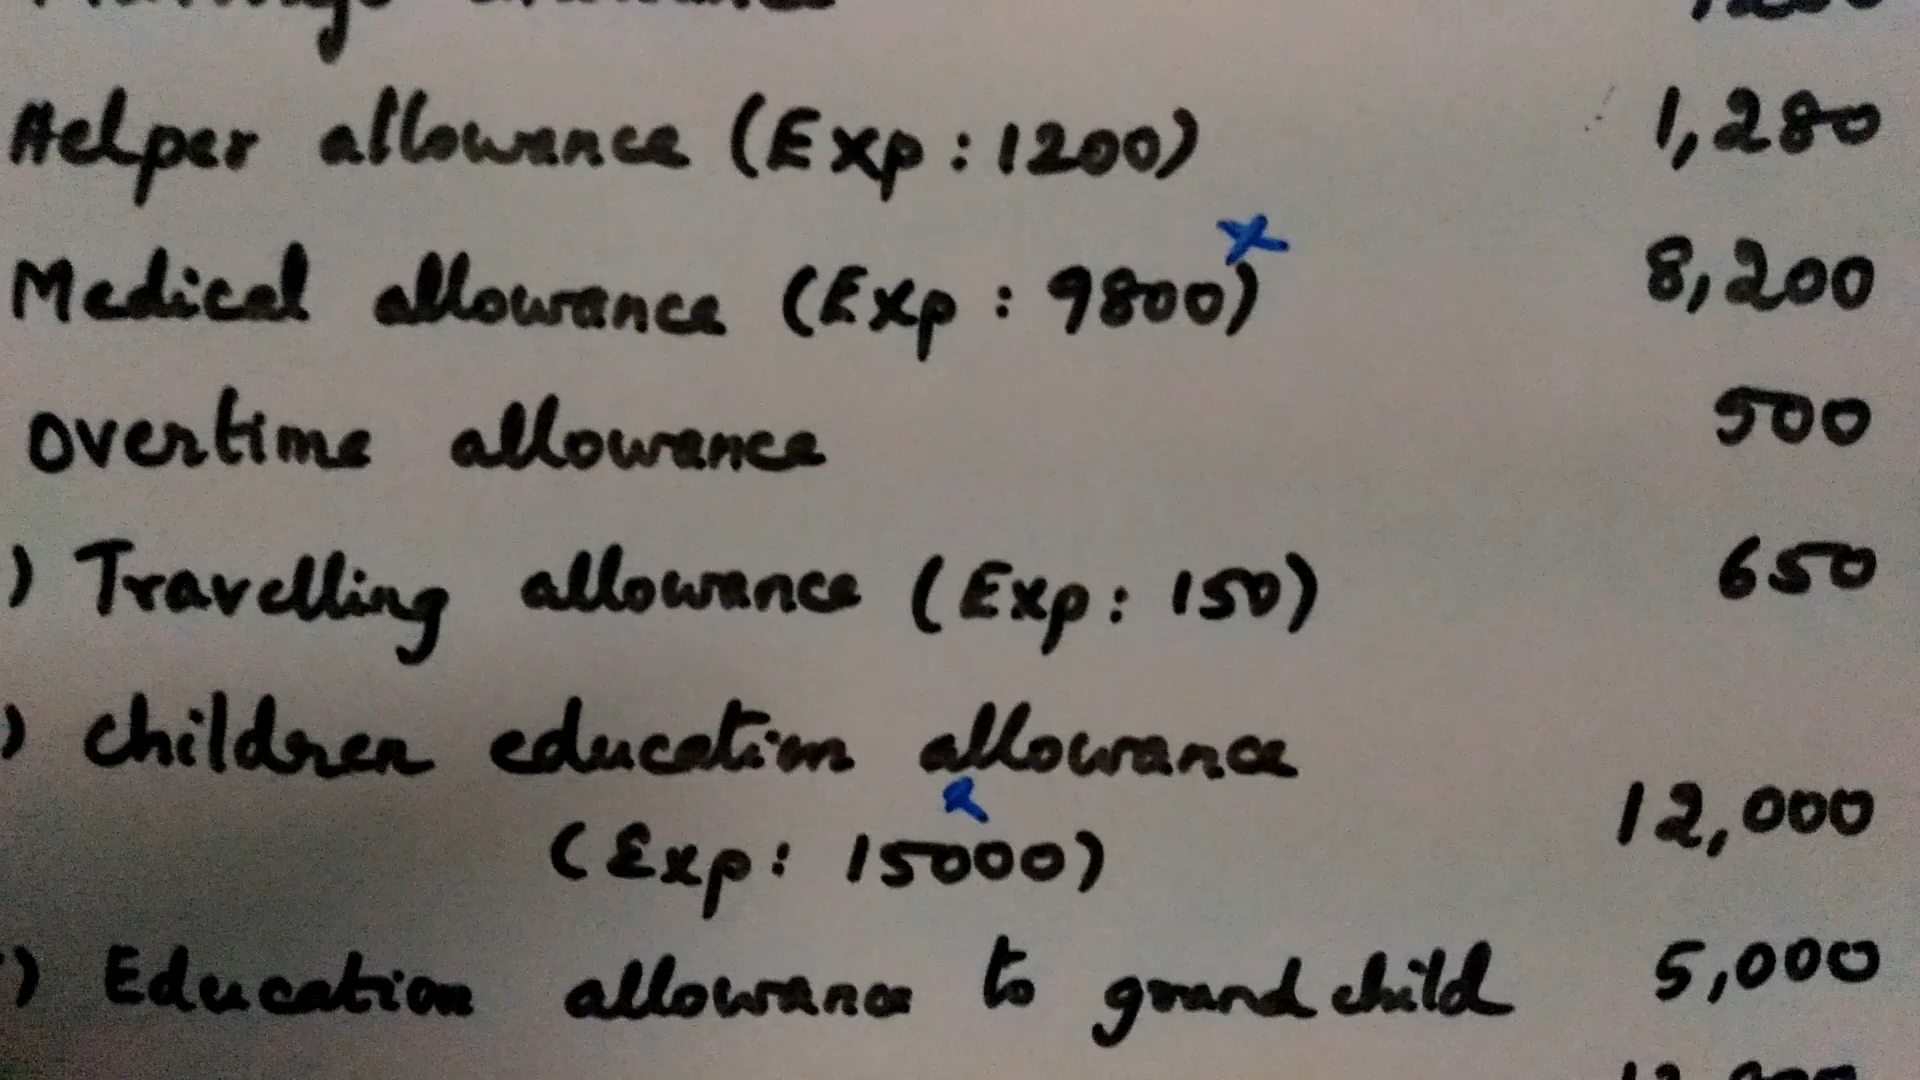 Helper allowance (Exp : 1200) 1,280
Medical allowance (Exp : 9800) x 8,200
Overtime allowance 500
) Travelling allowance (Exp : 150) 650
) children education allowance
(Exp : 15000) 12,000
) Education allowance to grand child 5,000